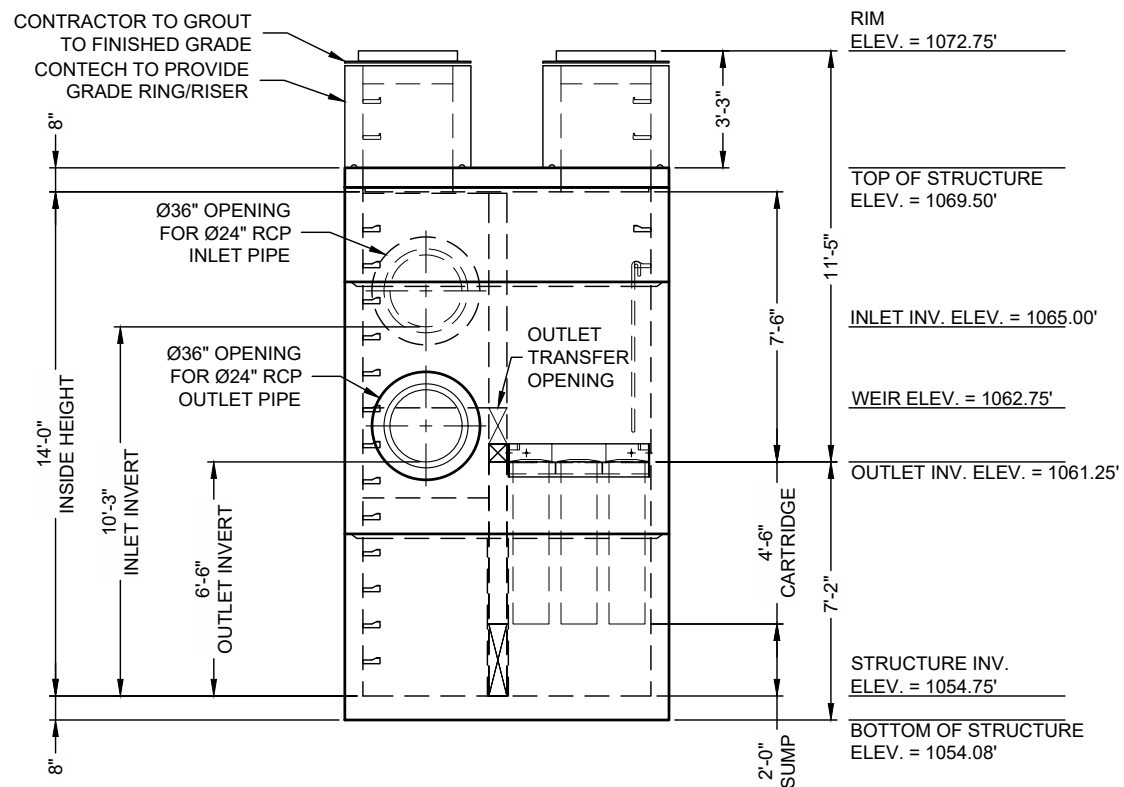 CONTRACTOR TO GROUT
TO FINISHED GRADE
CONTECH TO PROVIDE
GRADE RING/RISER
RIM
ELEV. = 1072.75'
8"
3'-3"
TOP OF STRUCTURE
ELEV. = 1069.50'
Ø36" OPENING
FOR Ø24" RCP
INLET PIPE
11'-5"
7'-6"
INLET INV. ELEV. = 1065.00'
OUTLET
TRANSFER
OPENING
Ø36" OPENING
FOR Ø24" RCP
OUTLET PIPE
WEIR ELEV. = 1062.75'
14'-0"
INSIDE HEIGHT
10'-3"
INLET INVERT
6'-6"
OUTLET INVERT
OUTLET INV. ELEV. = 1061.25'
4'-6"
CARTRIDGE
7'-2"
STRUCTURE INV.
ELEV. = 1054.75'
BOTTOM OF STRUCTURE
ELEV. = 1054.08'
2'-0"
SUMP
8"